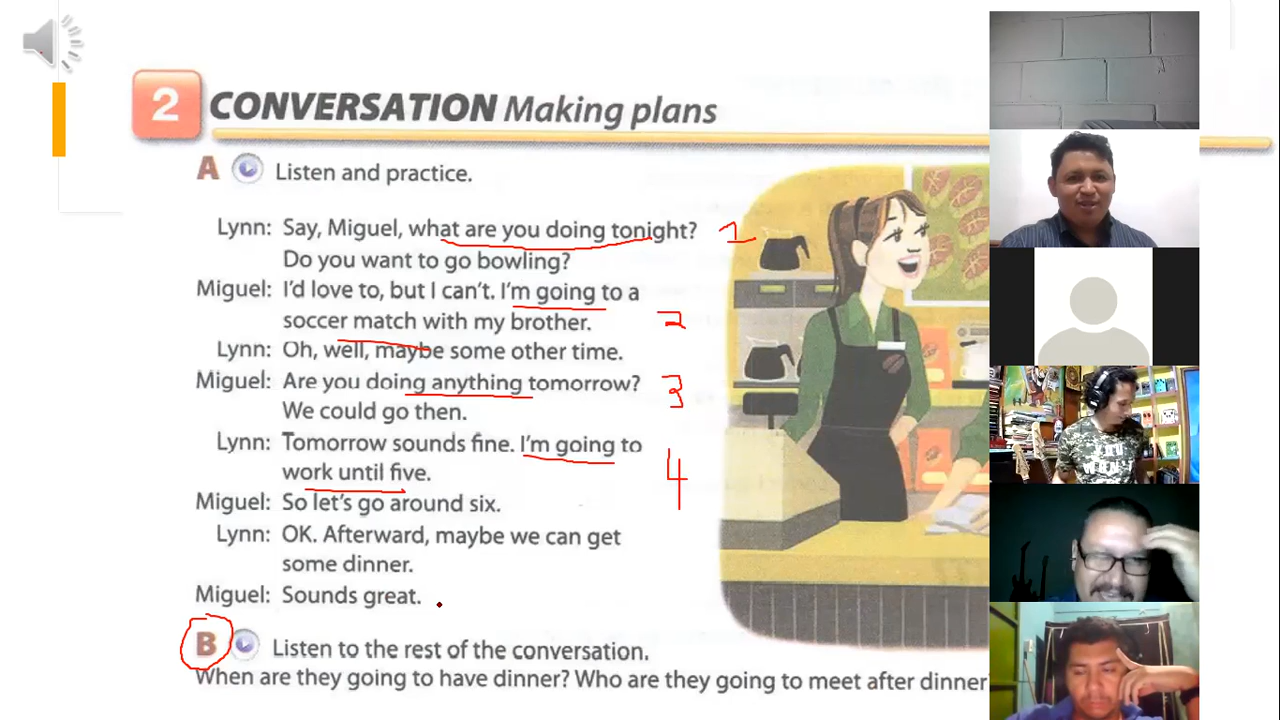 2 CONVERSATION Making plans
A Listen and practice.
Lynn: Say, Miguel, what are you doing tonight? 1
Do you want to go bowling?
Miguel: I'd love to, but I can't. I'm going to a
soccer match with my brother. 2
Lynn: Oh, well, maybe some other time.
Miguel: Are you doing anything tomorrow? 3
We could go then.
Lynn: Tomorrow sounds fine. I'm going to
work until five. 4
Miguel: So let's go around six.
Lynn: OK. Afterward, maybe we can get
some dinner.
Miguel: Sounds great.
B Listen to the rest of the conversation.
When are they going to have dinner? Who are they going to meet after dinner